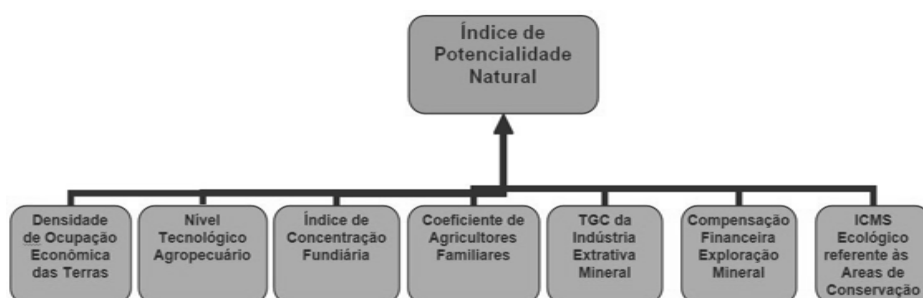 Índice de
Potencialidade
Natural
Densidade
de Ocupação
Econômica
das Terras
Nível
Tecnológico
Agropecuário
Índice de
Concentração
Fundiária
Coeficiente de
Agricultores
Familiares
TGC da
Indústria
Extrativa
Mineral
Compensação
Financeira
Exploração
Mineral
ICMS
Ecológico
referente às
Areas de
Conservação